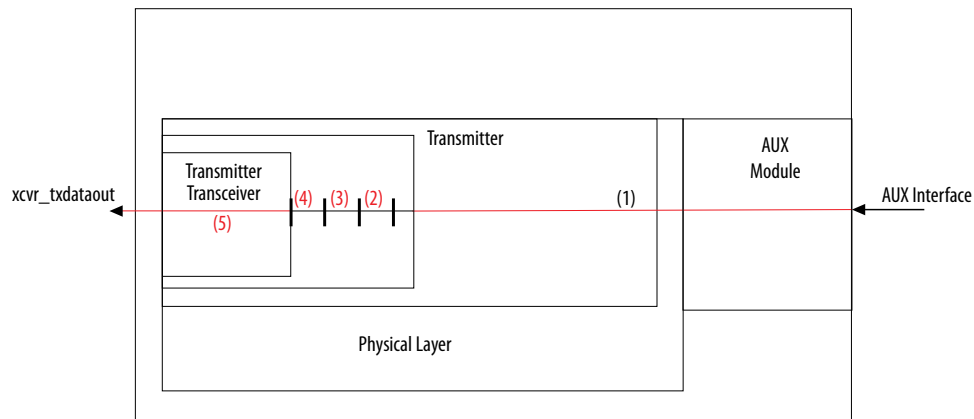 Transmitter
AUX
Module
Transmitter
Transceiver
xcvr_txdataout
(4)
(3)
(2)
(1)
AUX Interface
(5)
Physical Layer